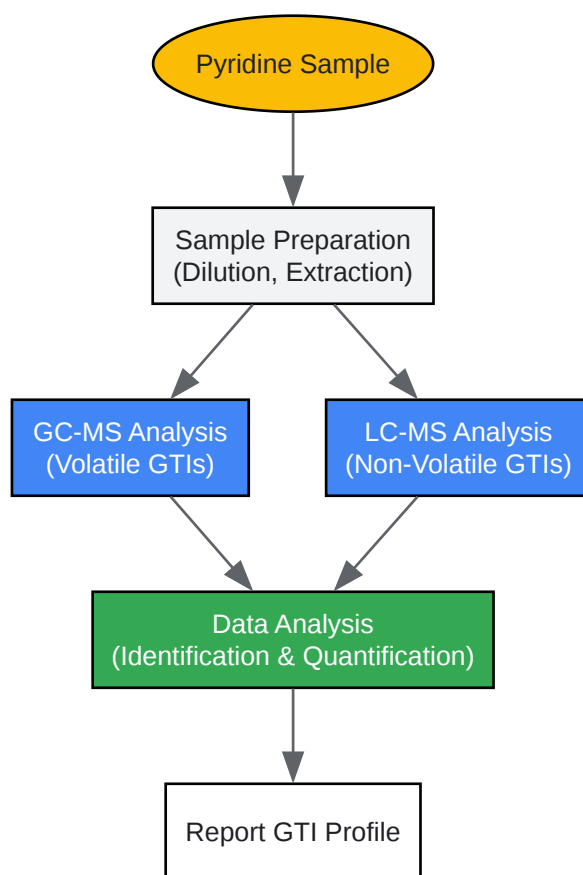 Pyridine Sample
Sample Preparation
(Dilution, Extraction)
GC-MS Analysis
(Volatile GTIs)
LC-MS Analysis
(Non-Volatile GTIs)
Data Analysis
(Identification & Quantification)
Report GTI Profile